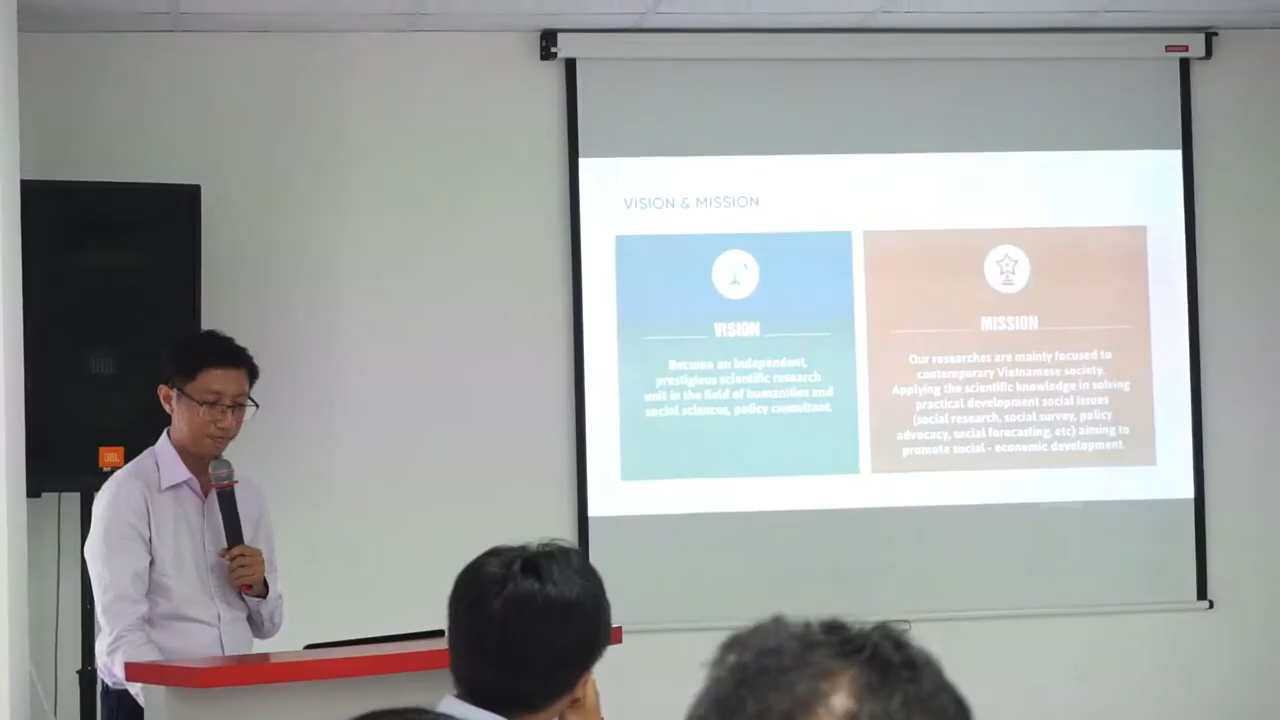 VISION & MISSION
VISION
Become an independent,
prestigious scientific research
unit in the field of humanities and
social sciences, policy consultant.
MISSION
Our researches are mainly focused to
contemporary Vietnamese society.
Applying the scientific knowledge in solving
practical development social issues
(social research, social survey, policy
advocacy, social forecasting, etc) aiming to
promote social - economic development.
JBL